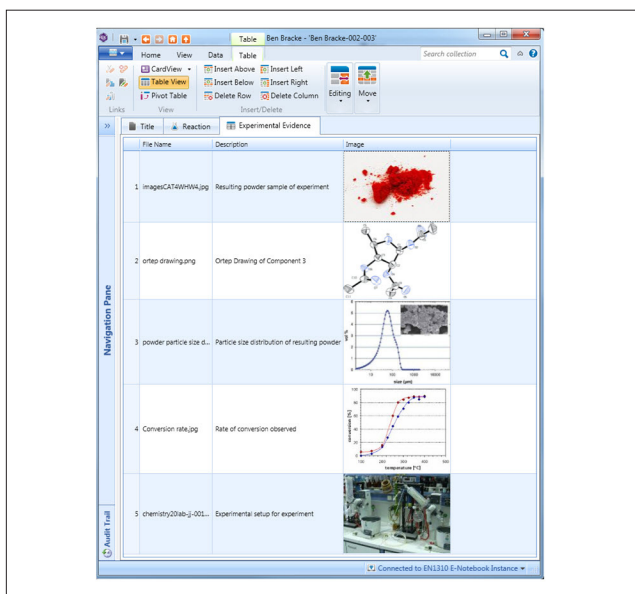 Table Ben Bracke - 'Ben Bracke-002-003'
Home View Data Table Search collection
CardView Insert Above Insert Left
Table View Insert Below Insert Right Editing Move
Pivot Table Delete Row Delete Column
Links View Insert/Delete
Title Reaction Experimental Evidence
File Name Description Image
1 imagesCAT4WHW4.jpg Resulting powder sample of experiment
2 ortep drawing.png Ortep Drawing of Component 3
3 powder particle size d... Particle size distribution of resulting powder
vol %
size (µm)
4 Conversion rate.jpg Rate of conversion observed
conversion [%]
temperature [°C]
5 chemistry20lab-jj-001... Experimental setup for experiment
Navigation Pane
Audit Trail
Connected to EN1310 E-Notebook Instance